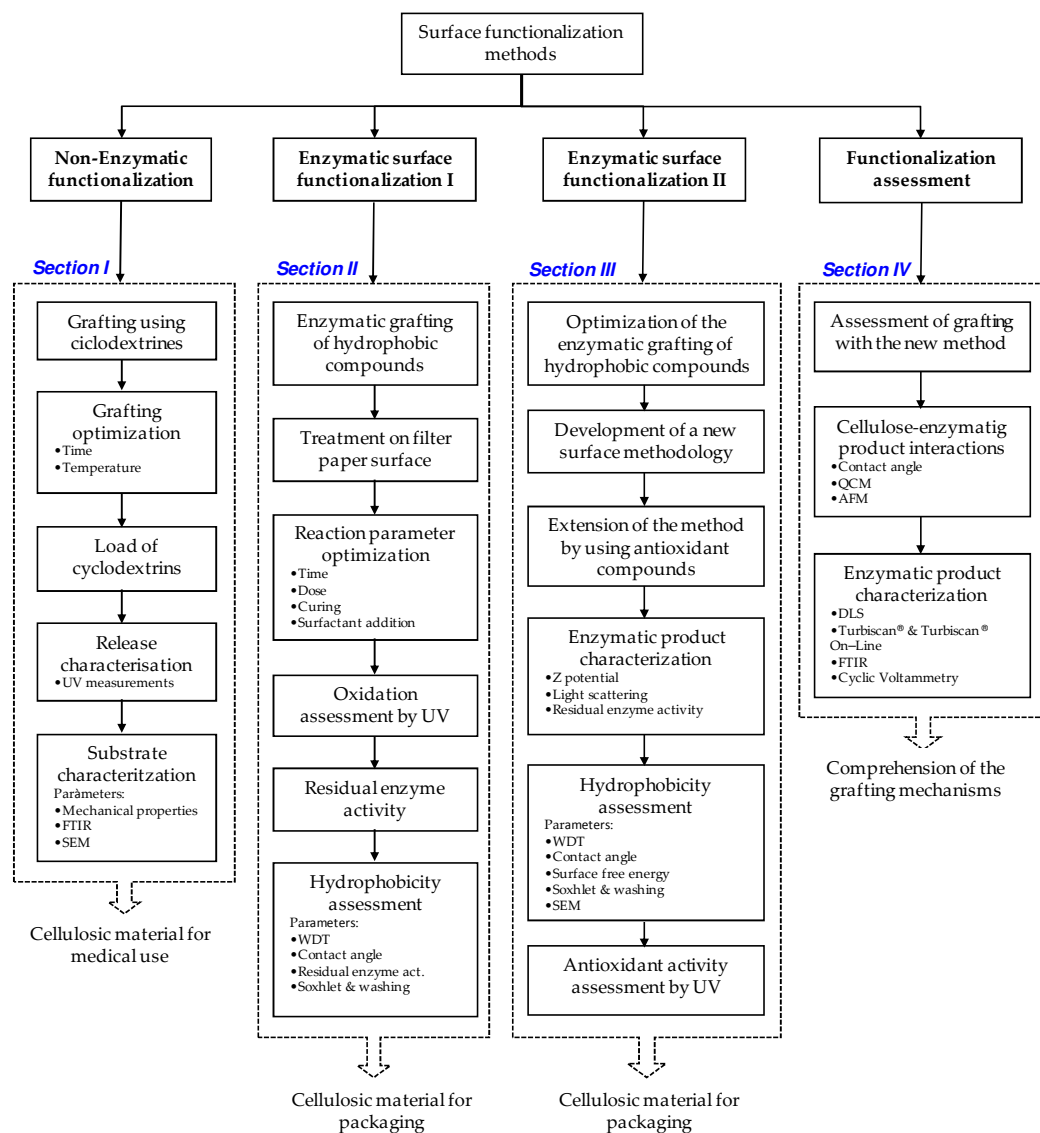 Surface functionalization
methods
Non-Enzymatic
functionalization
Enzymatic surface
functionalization I
Enzymatic surface
functionalization II
Functionalization
assessment
Section I
Grafting using
ciclodextrines
Grafting
optimization
•Time
•Temperature
Load of
cyclodextrins
Release
characterisation
•UV measurements
Substrate
characteritzation
Paràmeters:
•Mechanical properties
•FTIR
•SEM
Cellulosic material for
medical use
Section II
Enzymatic grafting
of hydrophobic
compounds
Treatment on filter
paper surface
Reaction parameter
optimization
•Time
•Dose
•Curing
•Surfactant addition
Oxidation
assessment by UV
Residual enzyme
activity
Hydrophobicity
assessment
Parameters:
•WDT
•Contact angle
•Residual enzyme act.
•Soxhlet & washing
Cellulosic material for
packaging
Section III
Optimization of the
enzymatic grafting of
hydrophobic compounds
Development of a new
surface methodology
Extension of the method
by using antioxidant
compounds
Enzymatic product
characterization
•Z potential
•Light scattering
•Residual enzyme activity
Hydrophobicity
assessment
Parameters:
•WDT
•Contact angle
•Surface free energy
•Soxhlet & washing
•SEM
Antioxidant activity
assessment by UV
Cellulosic material for
packaging
Section IV
Assessment of grafting
with the new method
Cellulose-enzymatig
product interactions
•Contact angle
•QCM
•AFM
Enzymatic product
characterization
•DLS
•Turbiscan® & Turbiscan®
On–Line
•FTIR
•Cyclic Voltammetry
Comprehension of the
grafting mechanisms